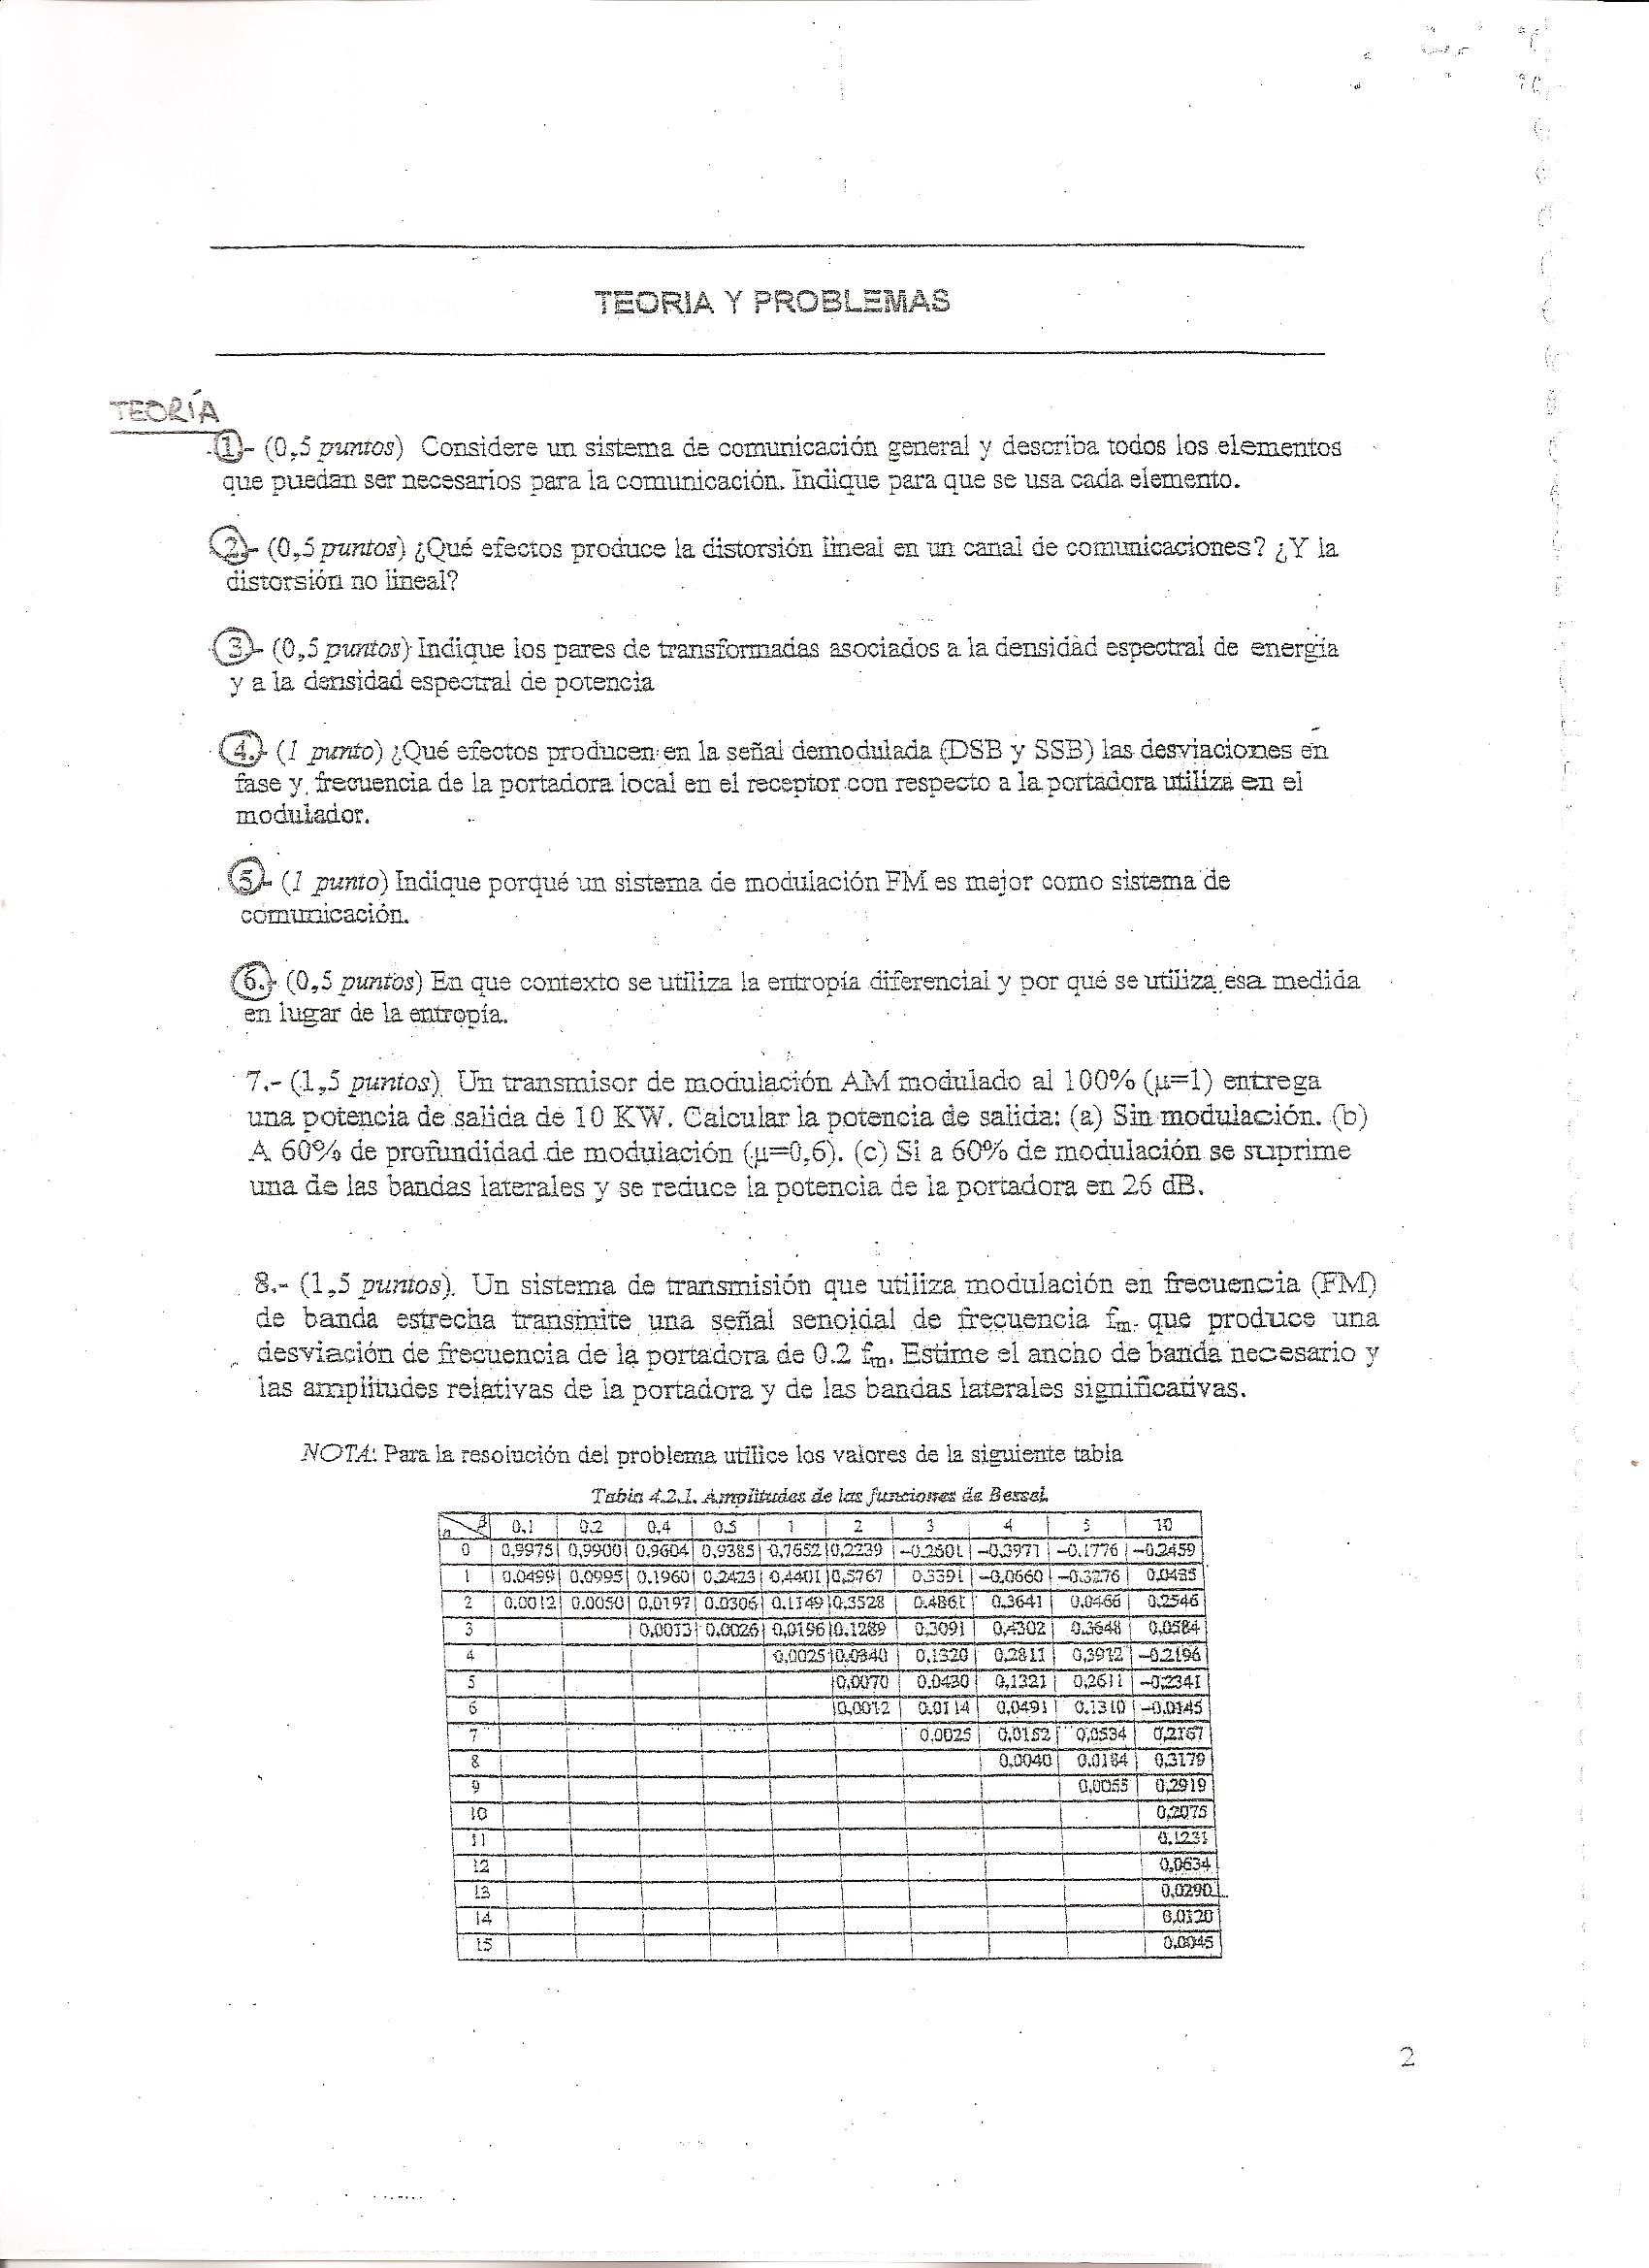 TEORIA Y PROBLEMAS
TEORÍA
1.- (0,5 puntos) Considere un sistema de comunicación general y describa todos los elementos
que puedan ser necesarios para la comunicación. Indique para que se usa cada elemento.
2.- (0,5 puntos) ¿Qué efectos produce la distorsión lineal en un canal de comunicaciones? ¿Y la
distorsión no lineal?
3.- (0,5 puntos) Indique los pares de transformadas asociados a la densidad espectral de energía
y a la densidad espectral de potencia
4.- (1 punto) ¿Qué efectos producen en la señal demodulada (DSB y SSB) las desviaciones en
fase y frecuencia de la portadora local en el receptor con respecto a la portadora utiliza en el
modulador.
5.- (1 punto) Indique porqué un sistema de modulación FM es mejor como sistema de
comunicación.
6.- (0,5 puntos) En que contexto se utiliza la entropía diferencial y por qué se utiliza esa medida
en lugar de la entropía.
7.- (1,5 puntos) Un transmisor de modulación AM modulado al 100% (μ=1) entrega
una potencia de salida de 10 KW. Calcular la potencia de salida: (a) Sin modulación. (b)
A 60% de profundidad de modulación (μ=0,6). (c) Si a 60% de modulación se suprime
una de las bandas laterales y se reduce la potencia de la portadora en 26 dB.
8.- (1,5 puntos). Un sistema de transmisión que utiliza modulación en frecuencia (FM)
de banda estrecha transmite una señal senoidal de frecuencia fm que produce una
desviación de frecuencia de la portadora de 0.2 fm. Estime el ancho de banda necesario y
las amplitudes relativas de la portadora y de las bandas laterales significativas.
NOTA: Para la resolución del problema utilice los valores de la siguiente tabla
Tabla 4.2.1. Amplitudes de las funciones de Bessel.
n β 0.1 0.2 0,4 0.5 1 2 3 4 5 10
0 0,9975 0,9900 0,9604 0,9385 0,7652 0,2239 –0.2601 –0,3971 –0.1776 –0.2459
1 0.0499 0.0995 0.1960 0.2423 0,4401 0,5767 0.3391 –0,0660 –0.3276 0,0435
2 0.0012 0.0050 0,0197 0.0306 0.1149 0,3528 0.4861 0.3641 0.0466 0.2546
3 0,0013 0,0026 0,0196 0.1289 0.3091 0,4302 0.3648 0,0584
4 0,0025 0.0340 0,1320 0.2811 0,3912 –0.2196
5 0,0070 0.0430 0,1321 0,2611 –0.2341
6 0,0012 0.0114 0,0491 0.1310 –0.0145
7 0,0025 0,0152 0,0534 0,2167
8 0,0040 0.0184 0,3179
9 0,0055 0,2919
10 0,2075
11 0,1231
12 0,0634
13 0,0290
14 0,0120
15 0,0045
2